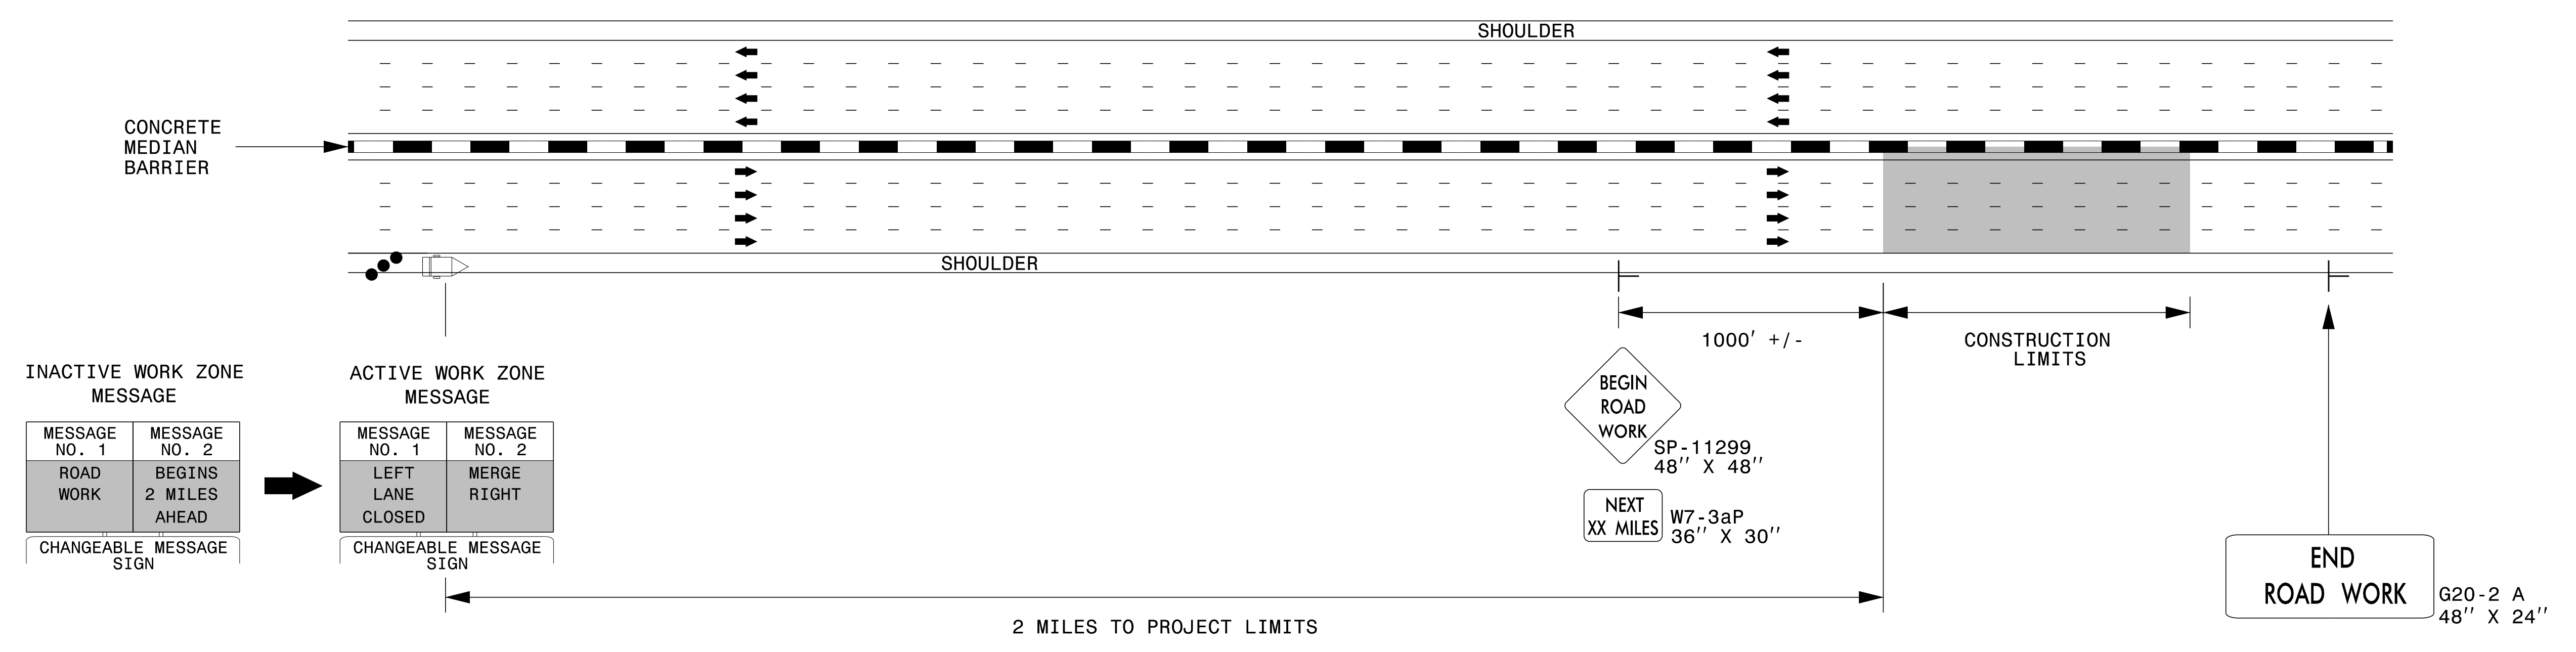 SHOULDER
CONCRETE
MEDIAN
BARRIER
SHOULDER
1000' +/-
CONSTRUCTION
LIMITS
INACTIVE WORK ZONE
MESSAGE
MESSAGE
NO. 1
MESSAGE
NO. 2
ROAD
WORK
BEGINS
2 MILES
AHEAD
CHANGEABLE MESSAGE
SIGN
ACTIVE WORK ZONE
MESSAGE
MESSAGE
NO. 1
MESSAGE
NO. 2
LEFT
LANE
CLOSED
MERGE
RIGHT
CHANGEABLE MESSAGE
SIGN
BEGIN
ROAD
WORK
SP-11299
48'' X 48''
NEXT
XX MILES
W7-3aP
36'' X 30''
END
ROAD WORK
G20-2 A
48'' X 24''
2 MILES TO PROJECT LIMITS